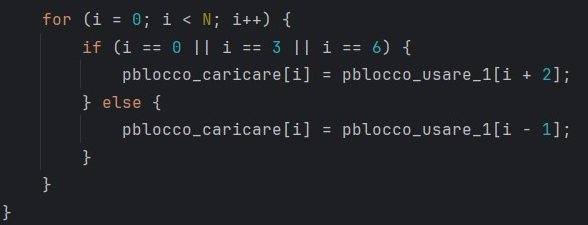 for (i = 0; i < N; i++) {
if (i == 0 || i == 3 || i == 6) {
pblocco_caricare[i] = pblocco_usare_1[i + 2];
} else {
pblocco_caricare[i] = pblocco_usare_1[i - 1];
}
}
}